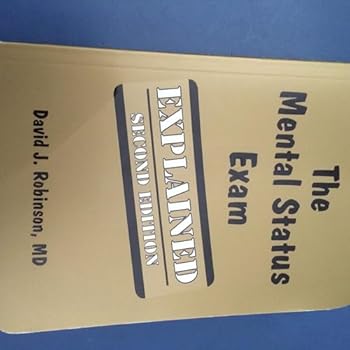 The
Mental Status
Exam
EXPLAINED
SECOND EDITION
David J. Robinson, MD